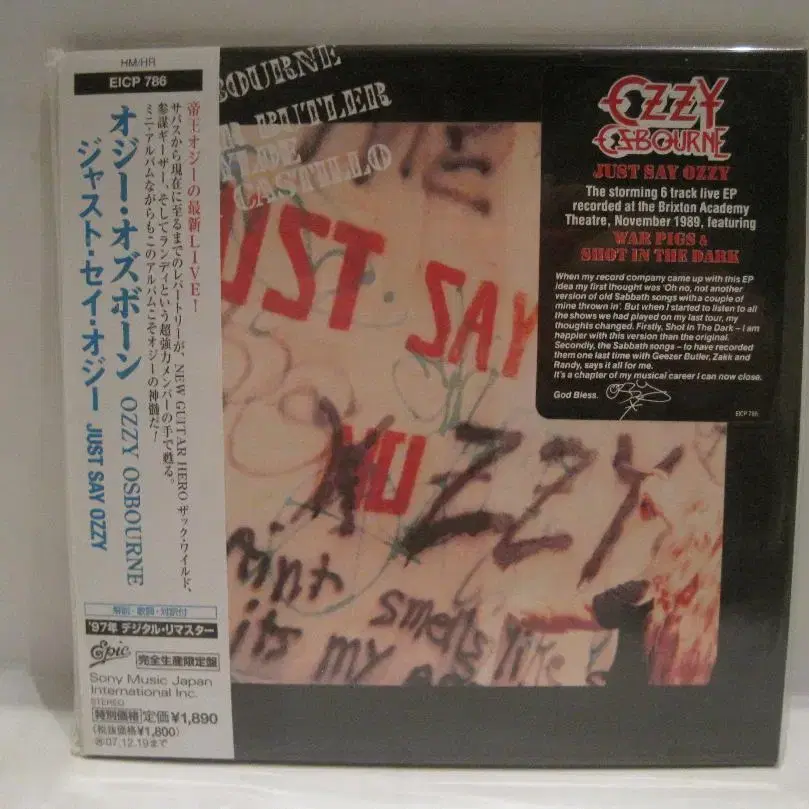 HM/HR
EICP 786
オジー・オズボーン OZZY OSBOURNE
ジャスト・セイ・オジー JUST SAY OZZY
帝王オジーの最新LIVE!
サバスから現在に至るまでのレパートリーが、NEW GUITAR HERO ザック・ワイルド、
参謀ギーザー、そしてランディという超強力メンバーの手で甦る。
ミニ・アルバムながらもこのアルバムこそオジーの神髄だ!
解説・歌詞・対訳付
'97年 デジタル・リマスター
Epic
完全生産限定盤
Sony Music Japan
International Inc.
STEREO
特別価格 定価¥1,890
(税抜価格¥1,800)
07.12.19まで
BOURNE
BUTLER
CASTILLO
UST SAY
NO
OZZY
smells like
its my
OZZY
OSBOURNE
JUST SAY OZZY
The storming 6 track live EP
recorded at the Brixton Academy
Theatre, November 1989, featuring
WAR PIGS &
SHOT IN THE DARK
When my record company came up with this EP
idea my first thought was 'Oh no, not another
version of old Sabbath songs with a couple of
mine thrown in'. But when I started to listen to all
the shows we had played on my last tour, my
thoughts changed. Firstly, Shot In The Dark – I am
happier with this version than the original.
Secondly, the Sabbath songs – to have recorded
them one last time with Geezer Butler, Zakk and
Randy, says it all for me.
It's a chapter of my musical career I can now close.
God Bless.
EICP 786